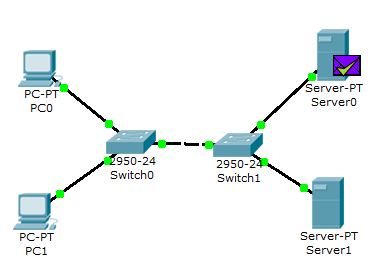 PC-PT
PC0
Server-PT
Server0
2950-24
Switch0
2950-24
Switch1
PC-PT
PC1
Server-PT
Server1